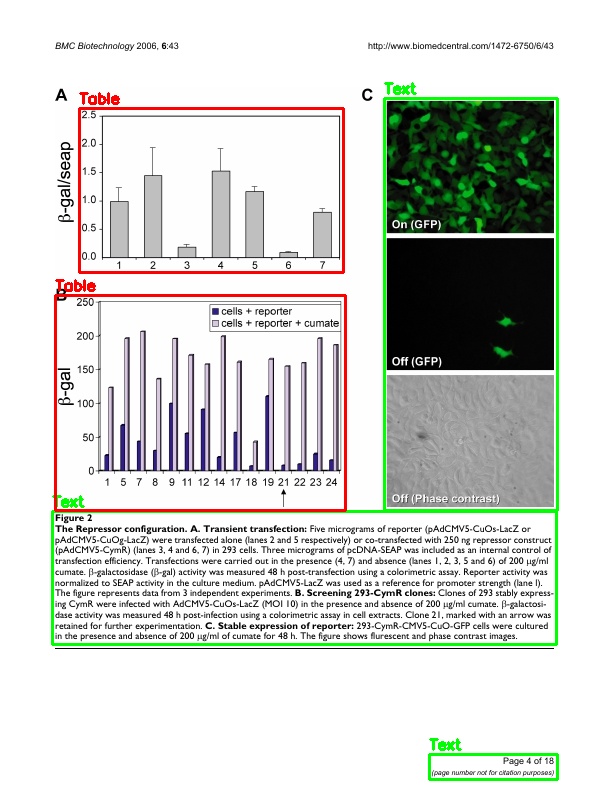 BMC Biotechnology 2006, 6:43
http://www.biomedcentral.com/1472-6750/6/43
A
Table
β-gal/seap
2.5
2.0
1.5
1.0
0.5
0.0
1 2 3 4 5 6 7
Table
B
β-gal
250
200
150
100
50
0
cells + reporter
cells + reporter + cumate
1 5 7 8 9 11 12 14 17 18 19 21 22 23 24
C
Text
On (GFP)
Off (GFP)
Off (Phase contrast)
Text
Figure 2
The Repressor configuration. A. Transient transfection: Five micrograms of reporter (pAdCMV5-CuOs-LacZ or
pAdCMV5-CuOg-LacZ) were transfected alone (lanes 2 and 5 respectively) or co-transfected with 250 ng repressor construct
(pAdCMV5-CymR) (lanes 3, 4 and 6, 7) in 293 cells. Three micrograms of pcDNA-SEAP was included as an internal control of
transfection efficiency. Transfections were carried out in the presence (4, 7) and absence (lanes 1, 2, 3, 5 and 6) of 200 μg/ml
cumate. β-galactosidase (β-gal) activity was measured 48 h post-transfection using a colorimetric assay. Reporter activity was
normalized to SEAP activity in the culture medium. pAdCMV5-LacZ was used as a reference for promoter strength (lane I).
The figure represents data from 3 independent experiments. B. Screening 293-CymR clones: Clones of 293 stably express-
ing CymR were infected with AdCMV5-CuOs-LacZ (MOI 10) in the presence and absence of 200 μg/ml cumate. β-galactosi-
dase activity was measured 48 h post-infection using a colorimetric assay in cell extracts. Clone 21, marked with an arrow was
retained for further experimentation. C. Stable expression of reporter: 293-CymR-CMV5-CuO-GFP cells were cultured
in the presence and absence of 200 μg/ml of cumate for 48 h. The figure shows flurescent and phase contrast images.
Text
Page 4 of 18
(page number not for citation purposes)